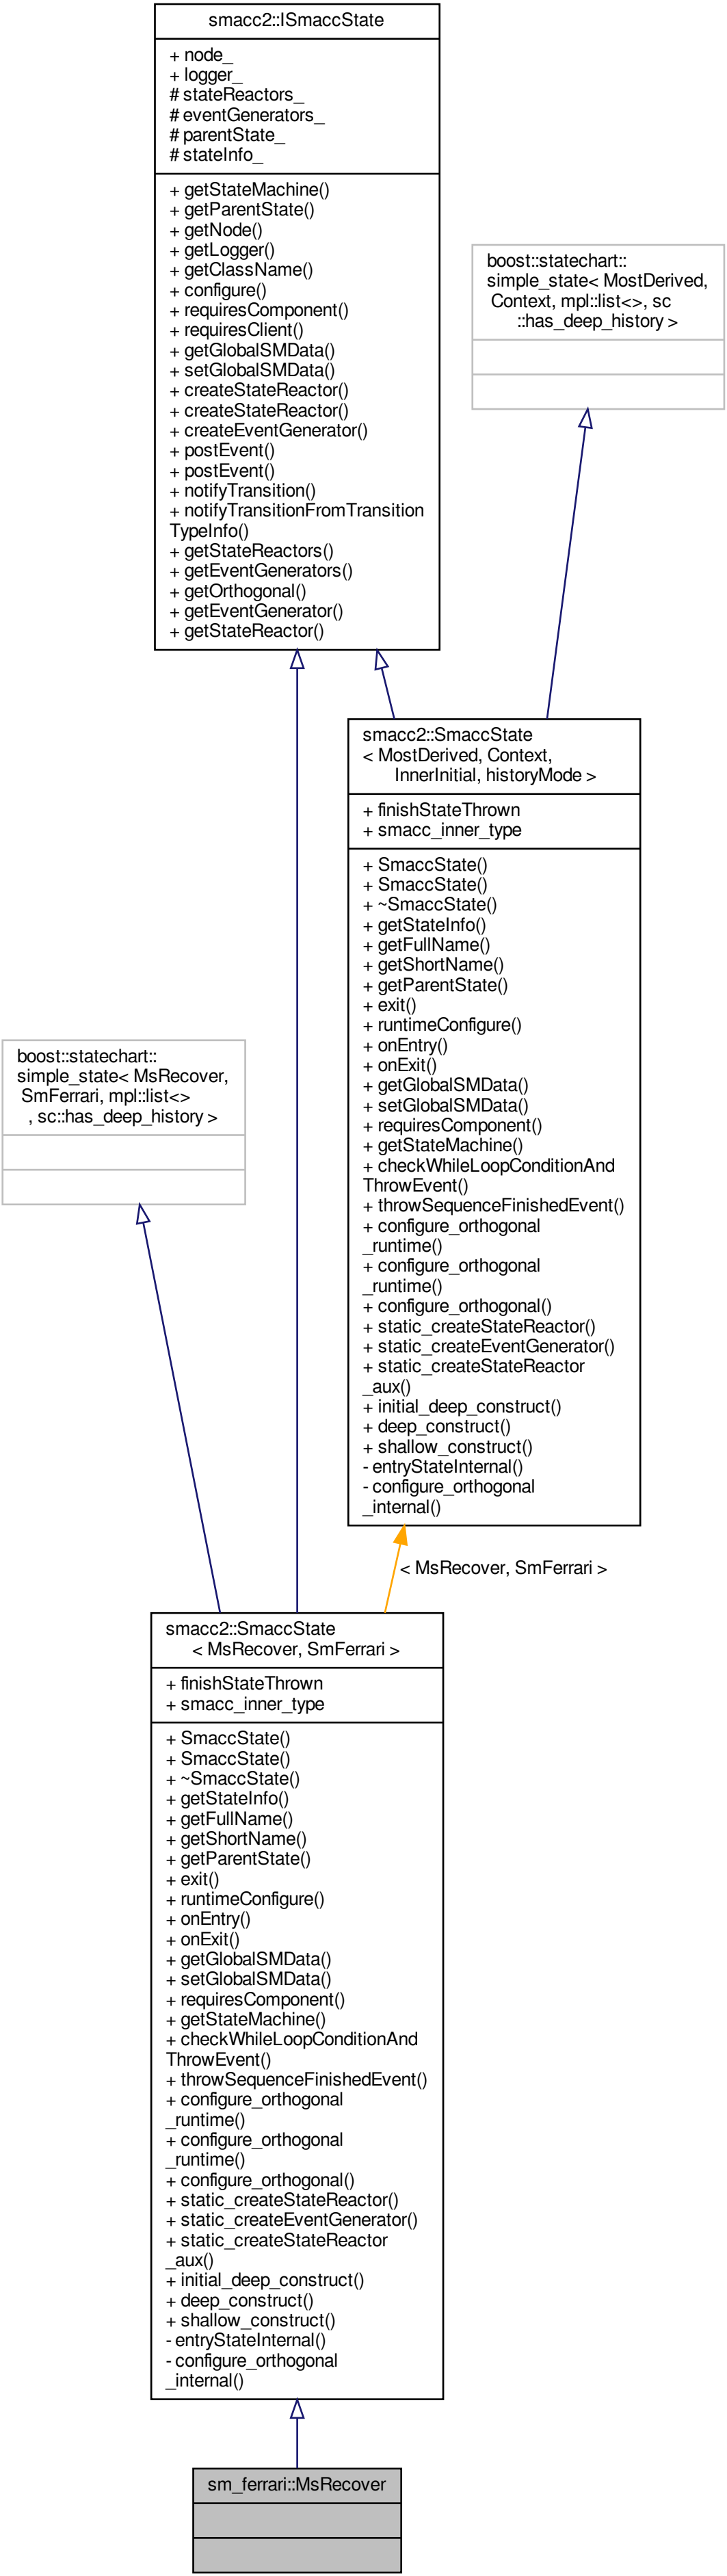 smacc2::ISmaccState
+ node_
+ logger_
# stateReactors_
# eventGenerators_
# parentState_
# stateInfo_
+ getStateMachine()
+ getParentState()
+ getNode()
+ getLogger()
+ getClassName()
+ configure()
+ requiresComponent()
+ requiresClient()
+ getGlobalSMData()
+ setGlobalSMData()
+ createStateReactor()
+ createStateReactor()
+ createEventGenerator()
+ postEvent()
+ postEvent()
+ notifyTransition()
+ notifyTransitionFromTransition
TypeInfo()
+ getStateReactors()
+ getEventGenerators()
+ getOrthogonal()
+ getEventGenerator()
+ getStateReactor()
boost::statechart::
simple_state< MostDerived,
Context, mpl::list<>, sc
::has_deep_history >
smacc2::SmaccState
< MostDerived, Context,
InnerInitial, historyMode >
+ finishStateThrown
+ smacc_inner_type
+ SmaccState()
+ SmaccState()
+ ~SmaccState()
+ getStateInfo()
+ getFullName()
+ getShortName()
+ getParentState()
+ exit()
+ runtimeConfigure()
+ onEntry()
+ onExit()
+ getGlobalSMData()
+ setGlobalSMData()
+ requiresComponent()
+ getStateMachine()
+ checkWhileLoopConditionAnd
ThrowEvent()
+ throwSequenceFinishedEvent()
+ configure_orthogonal
_runtime()
+ configure_orthogonal
_runtime()
+ configure_orthogonal()
+ static_createStateReactor()
+ static_createEventGenerator()
+ static_createStateReactor
_aux()
+ initial_deep_construct()
+ deep_construct()
+ shallow_construct()
- entryStateInternal()
- configure_orthogonal
_internal()
boost::statechart::
simple_state< MsRecover,
SmFerrari, mpl::list<>
, sc::has_deep_history >
< MsRecover, SmFerrari >
smacc2::SmaccState
< MsRecover, SmFerrari >
+ finishStateThrown
+ smacc_inner_type
+ SmaccState()
+ SmaccState()
+ ~SmaccState()
+ getStateInfo()
+ getFullName()
+ getShortName()
+ getParentState()
+ exit()
+ runtimeConfigure()
+ onEntry()
+ onExit()
+ getGlobalSMData()
+ setGlobalSMData()
+ requiresComponent()
+ getStateMachine()
+ checkWhileLoopConditionAnd
ThrowEvent()
+ throwSequenceFinishedEvent()
+ configure_orthogonal
_runtime()
+ configure_orthogonal
_runtime()
+ configure_orthogonal()
+ static_createStateReactor()
+ static_createEventGenerator()
+ static_createStateReactor
_aux()
+ initial_deep_construct()
+ deep_construct()
+ shallow_construct()
- entryStateInternal()
- configure_orthogonal
_internal()
sm_ferrari::MsRecover